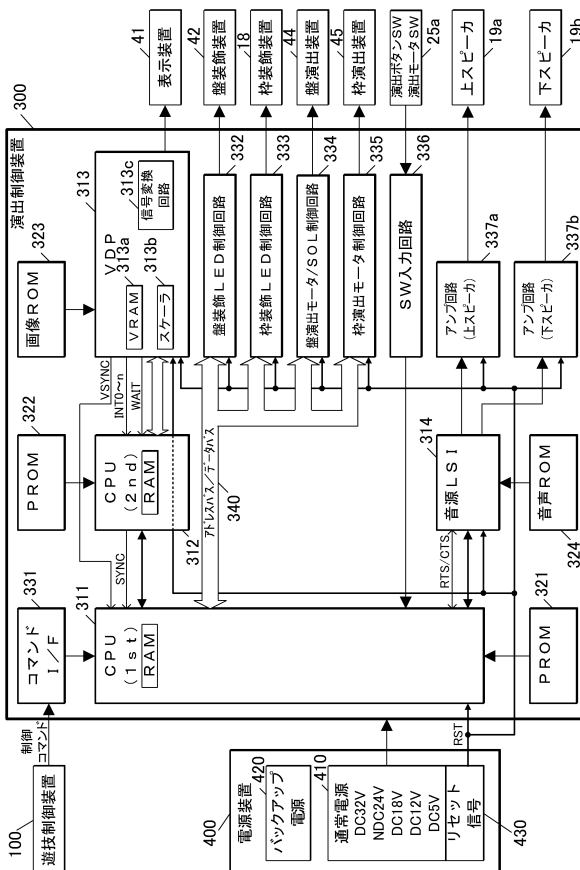 100
遊技制御装置
制御
コマンド
300
演出制御装置
331
コマンド
I/F
322
PROM
323
画像ROM
311
CPU
(1st)
RAM
SYNC
312
CPU
(2nd)
RAM
VSYNC
INT0～n
WAIT
313
VDP
313a
VRAM
313b
スケーラ
313c
信号変換
回路
41
表示装置
アドレスバス/データバス
340
盤装飾LED制御回路
332
盤装飾装置
42
枠装飾LED制御回路
333
枠装飾装置
18
盤演出モータ/SOL制御回路
334
盤演出装置
44
枠演出モータ制御回路
335
枠演出装置
45
SW入力回路
336
演出ボタンSW
演出モータSW
25a
RTS/CTS
314
音源LSI
アンプ回路
(上スピーカ)
337a
上スピーカ
19a
アンプ回路
(下スピーカ)
337b
下スピーカ
19b
321
PROM
324
音声ROM
400
電源装置
420
バックアップ
電源
410
通常電源
DC32V
NDC24V
DC18V
DC12V
DC5V
リセット
信号
430
RST